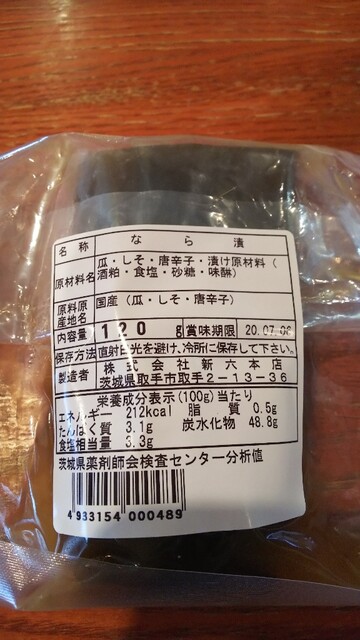 名称 なら漬
原材料名 瓜・しそ・唐辛子・漬け原材料（
酒粕・食塩・砂糖・味醂）
原料原産地名 国産（瓜・しそ・唐辛子）
内容量 120 g 賞味期限 20.07.06
保存方法 直射日光を避け、冷所に保存して下さい。
製造者 株式会社新六本店
茨城県取手市取手2-13-36
栄養成分表示(100g)当たり
エネルギー 212kcal 脂質 0.5g
たんぱく質 3.1g 炭水化物 48.8g
食塩相当量 3.3g
茨城県薬剤師会検査センター分析値
4933154 000489